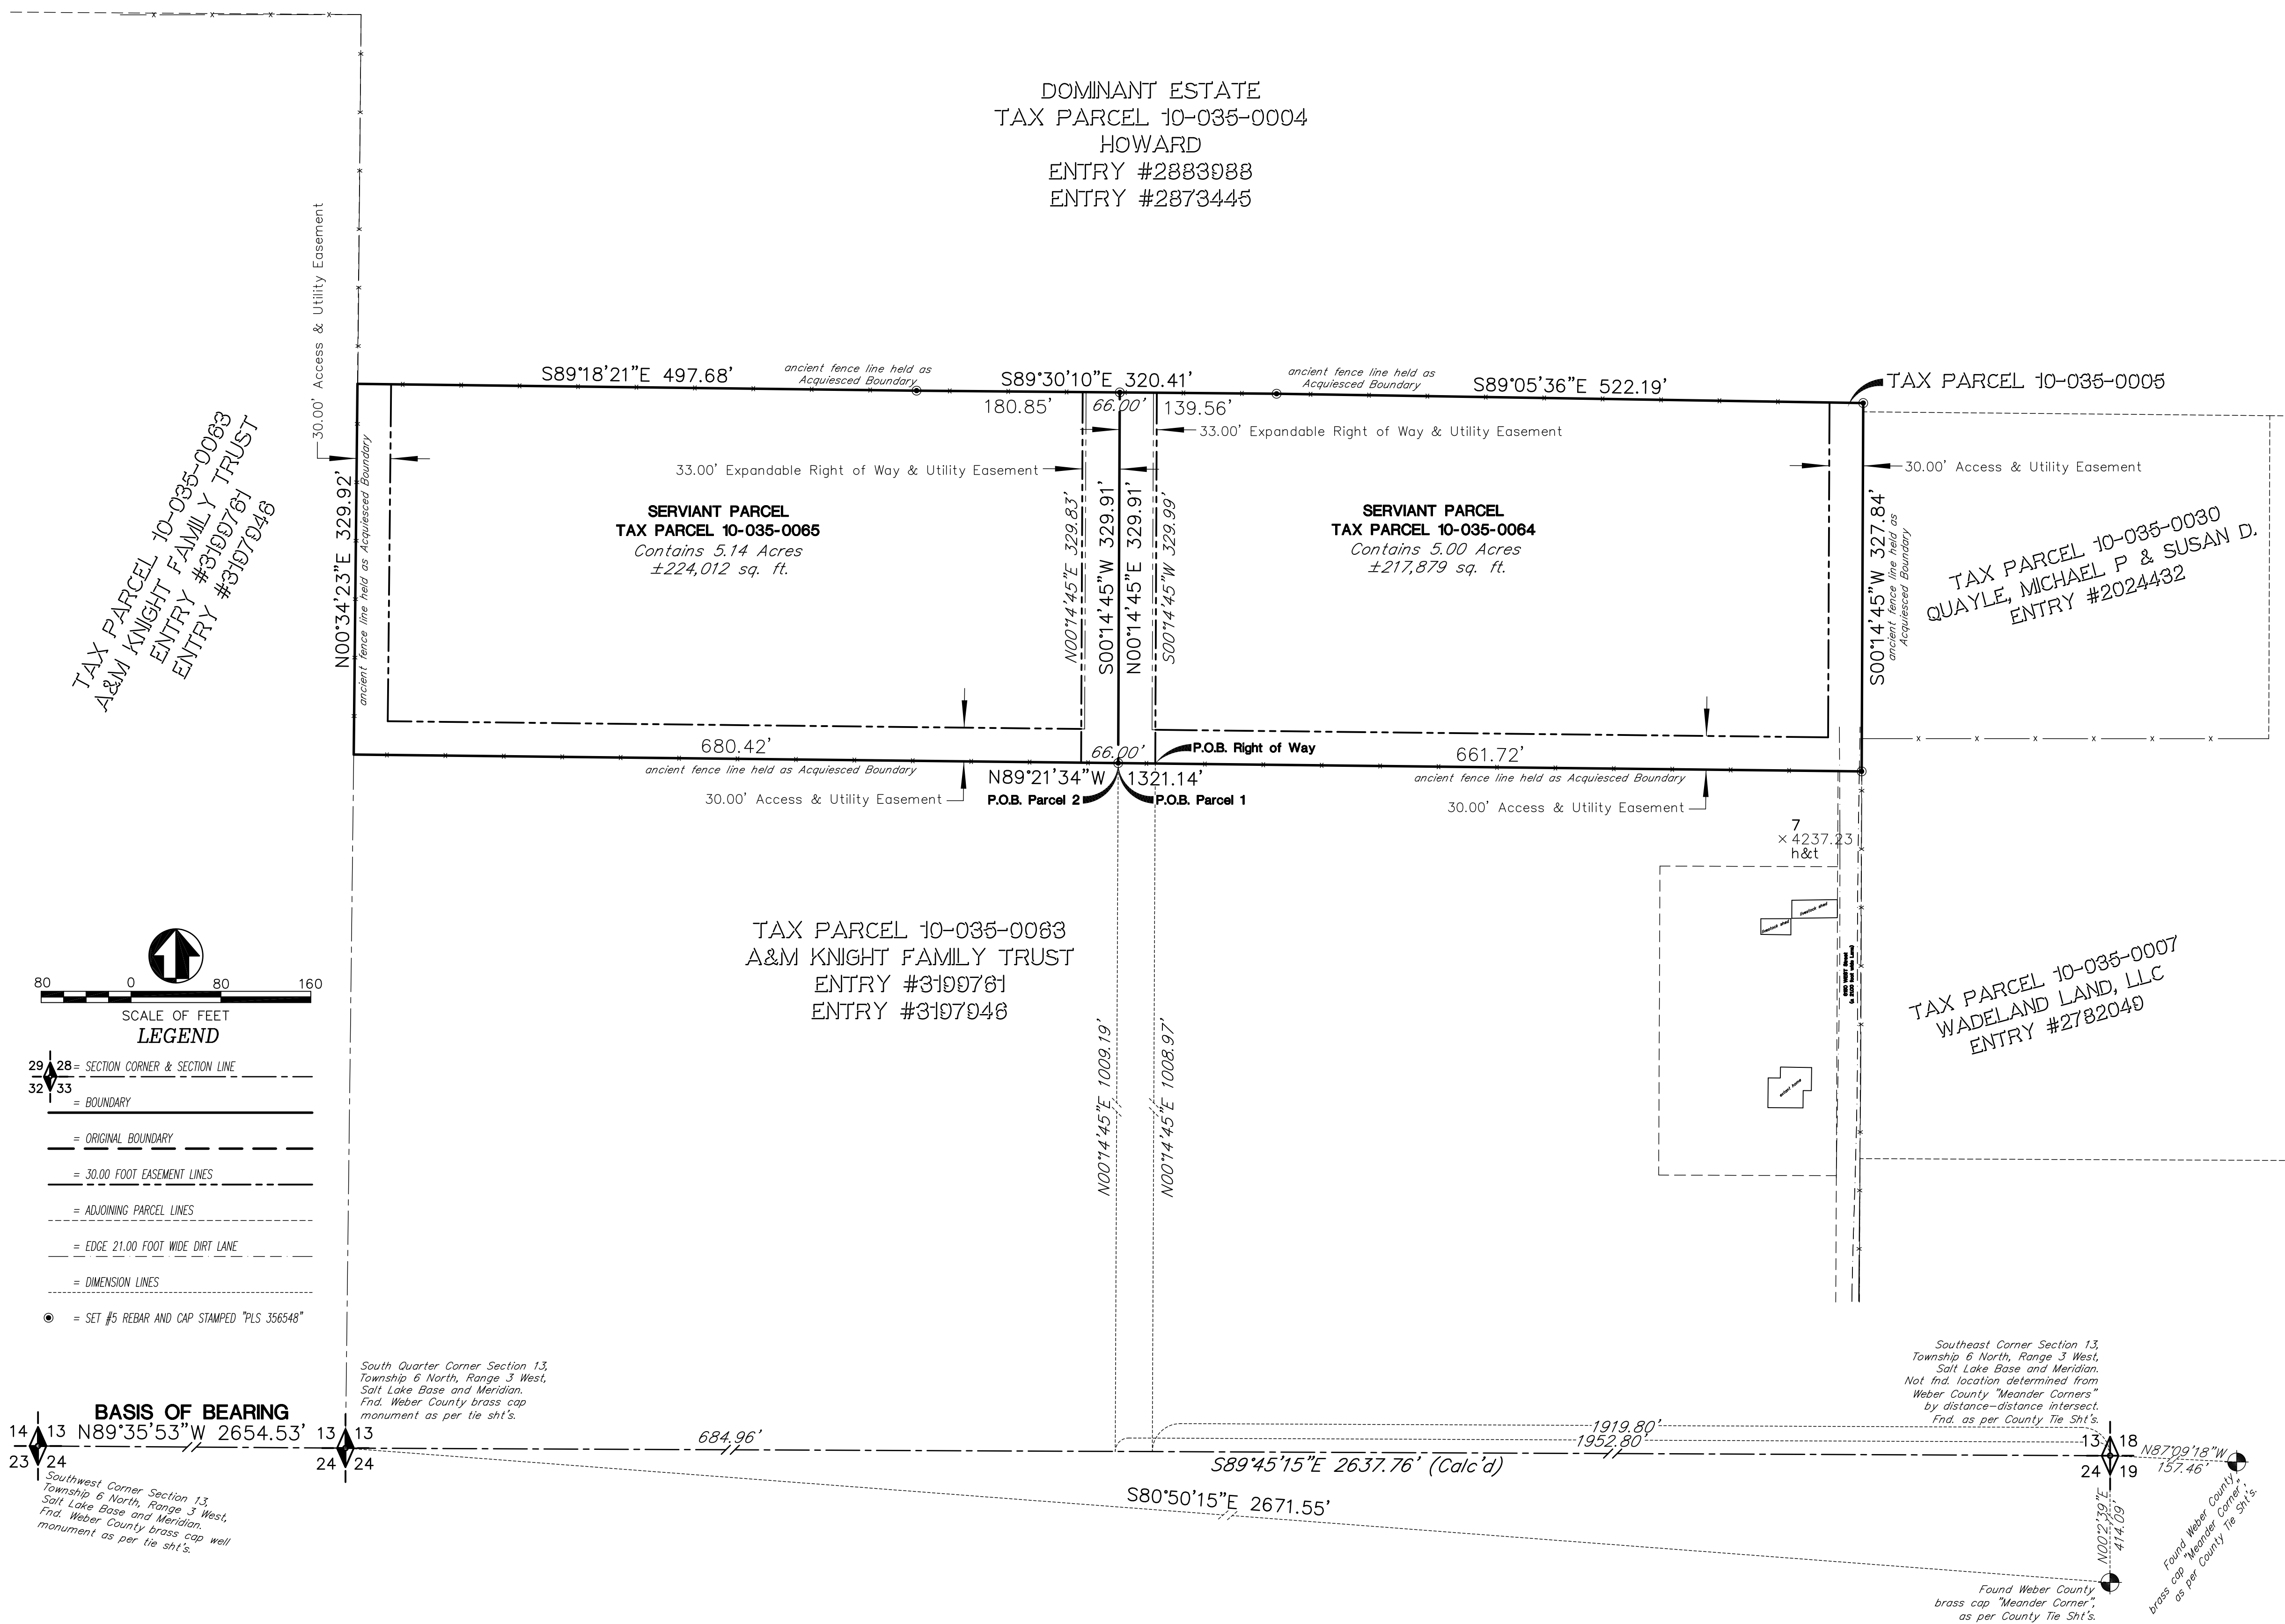 DOMINANT ESTATE
TAX PARCEL 10-035-0004
HOWARD
ENTRY #2883988
ENTRY #2873445
30.00' Access & Utility Easement
S89°18'21"E 497.68'
ancient fence line held as
Acquiesced Boundary
S89°30'10"E 320.41'
180.85'
66.00'
139.56'
ancient fence line held as
Acquiesced Boundary
S89°05'36"E 522.19'
TAX PARCEL 10-035-0005
33.00' Expandable Right of Way & Utility Easement
33.00' Expandable Right of Way & Utility Easement
30.00' Access & Utility Easement
TAX PARCEL 10-035-0063
A&M KNIGHT FAMILY TRUST
ENTRY #3199761
ENTRY #3197946
N00°34'23"E 329.92'
ancient fence line held as Acquiesced Boundary
SERVIANT PARCEL
TAX PARCEL 10-035-0065
Contains 5.14 Acres
±224,012 sq. ft.
N00°14'45"E 329.83'
S00°14'45"W 329.91'
N00°14'45"E 329.91'
S00°14'45"W 329.99'
SERVIANT PARCEL
TAX PARCEL 10-035-0064
Contains 5.00 Acres
±217,879 sq. ft.
S00°14'45"W 327.84'
ancient fence line held as
Acquiesced Boundary
TAX PARCEL 10-035-0030
QUAYLE, MICHAEL P & SUSAN D.
ENTRY #2024432
680.42'
66.00'
P.O.B. Right of Way
661.72'
ancient fence line held as Acquiesced Boundary
N89°21'34"W 1321.14'
ancient fence line held as Acquiesced Boundary
30.00' Access & Utility Easement
P.O.B. Parcel 2
P.O.B. Parcel 1
30.00' Access & Utility Easement
7
× 4237.23
h&t
livestock shed
livestock shed
TAX PARCEL 10-035-0063
A&M KNIGHT FAMILY TRUST
ENTRY #3199761
ENTRY #3197946
(a 21.00 foot wide Lane)
TAX PARCEL 10-035-0007
WADELAND LAND, LLC
ENTRY #2782049
N00°14'45"E 1009.19'
N00°14'45"E 1008.97'
80 0 80 160
SCALE OF FEET
LEGEND
29 28
32 33
= SECTION CORNER & SECTION LINE
= BOUNDARY
= ORIGINAL BOUNDARY
= 30.00 FOOT EASEMENT LINES
= ADJOINING PARCEL LINES
= EDGE 21.00 FOOT WIDE DIRT LANE
= DIMENSION LINES
= SET #5 REBAR AND CAP STAMPED "PLS 356548"
South Quarter Corner Section 13,
Township 6 North, Range 3 West,
Salt Lake Base and Meridian.
Fnd. Weber County brass cap
monument as per tie sht's.
Southeast Corner Section 13,
Township 6 North, Range 3 West,
Salt Lake Base and Meridian.
Not fnd. location determined from
Weber County "Meander Corners"
by distance-distance intersect.
Fnd. as per County Tie Sht's.
BASIS OF BEARING
14 13
23 24
N89°35'53"W 2654.53'
13 13
24 24
684.96'
1919.80'
1952.80'
S89°45'15"E 2637.76' (Calc'd)
13 18
24 19
N87°09'18"W
157.46'
Southwest Corner Section 13,
Township 6 North, Range 3 West,
Salt Lake Base and Meridian.
Fnd. Weber County brass cap well
monument as per tie sht's.
S80°50'15"E 2671.55'
N00°2'39"E
414.09'
Found Weber County
brass cap "Meander Corner",
as per County Tie Sht's.
Found Weber County
brass cap "Meander Corner",
as per County Tie Sht's.